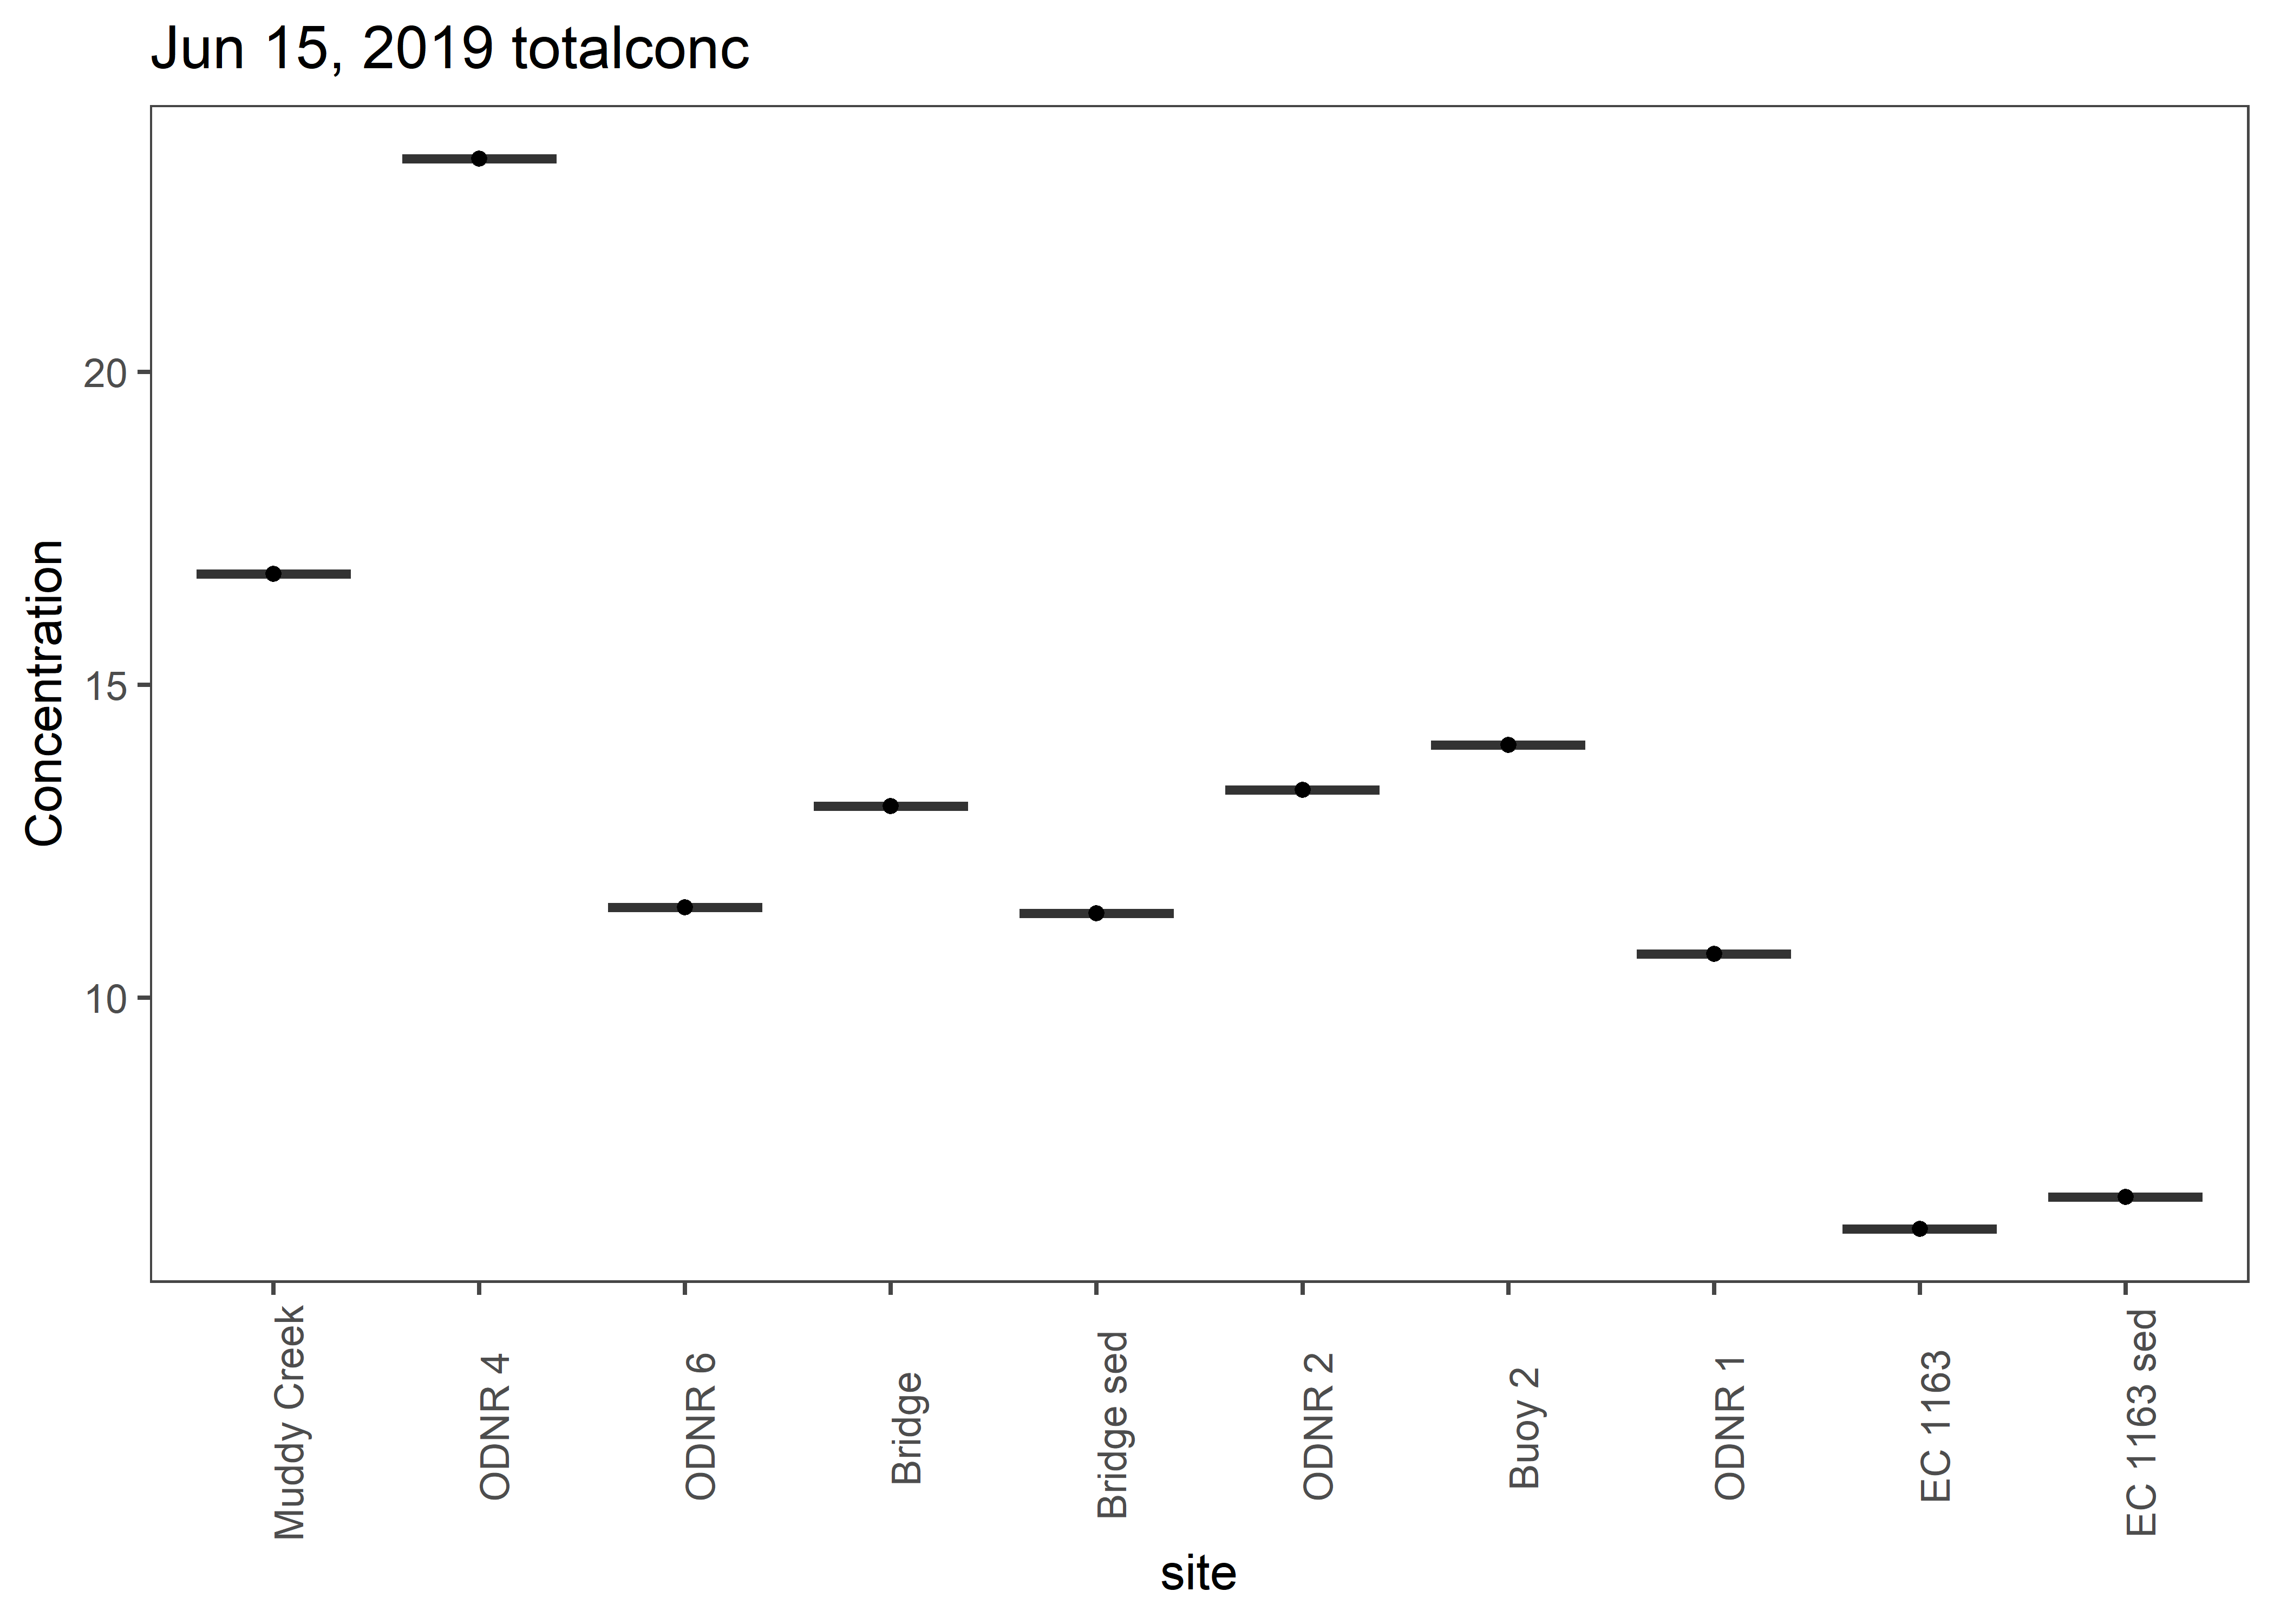 Jun 15, 2019 totalconc
Concentration
20
15
10
Muddy Creek
ODNR 4
ODNR 6
Bridge
Bridge sed
ODNR 2
Buoy 2
ODNR 1
EC 1163
EC 1163 sed
site